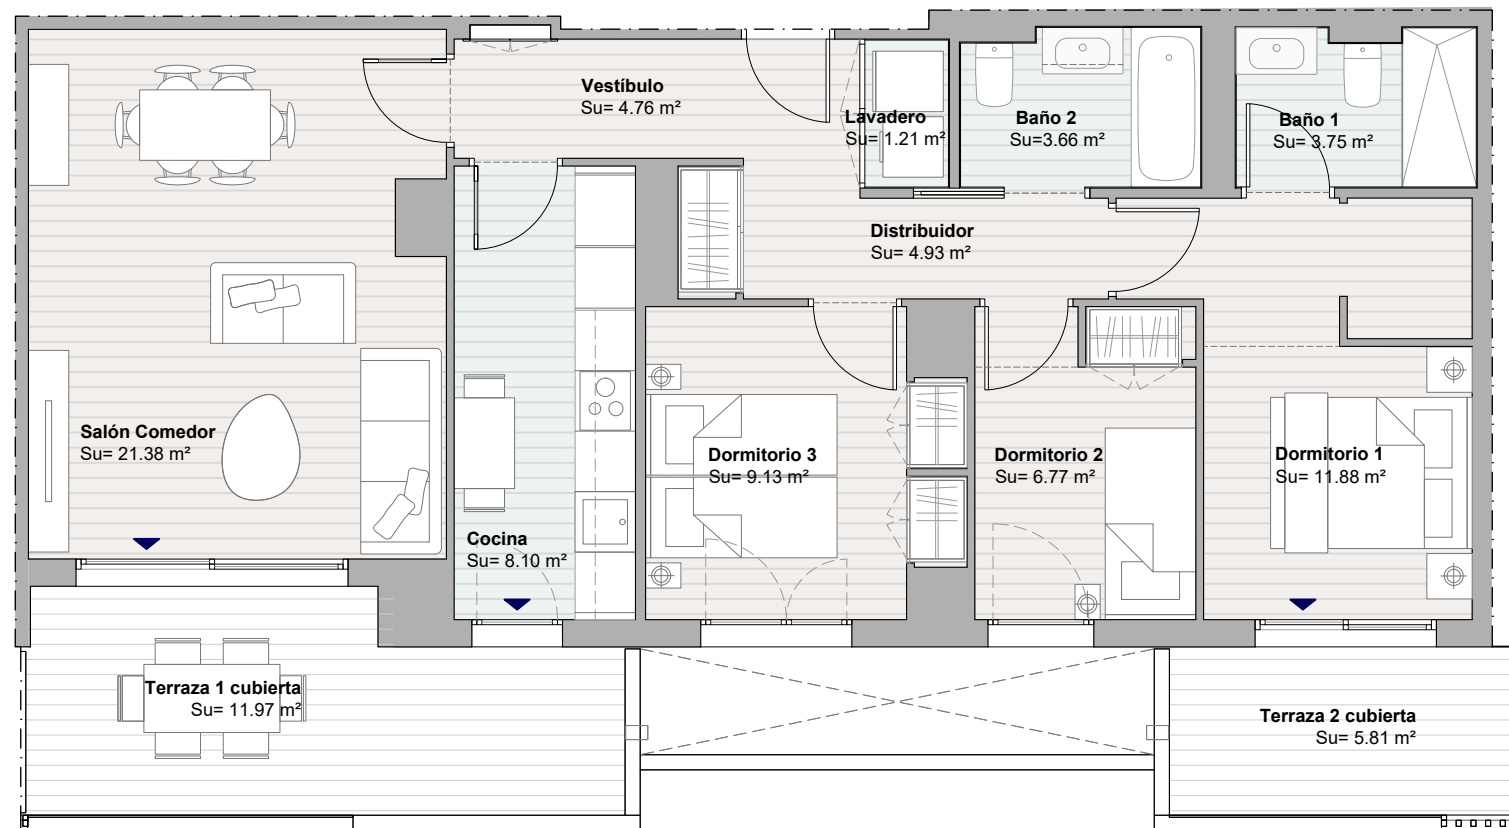 Vestíbulo
Su= 4.76 m²
Lavadero
Su= 1.21 m²
Baño 2
Su=3.66 m²
Baño 1
Su= 3.75 m²
Distribuidor
Su= 4.93 m²
Salón Comedor
Su= 21.38 m²
Dormitorio 3
Su= 9.13 m²
Dormitorio 2
Su= 6.77 m²
Dormitorio 1
Su= 11.88 m²
Cocina
Su= 8.10 m²
Terraza 1 cubierta
Su= 11.97 m²
Terraza 2 cubierta
Su= 5.81 m²